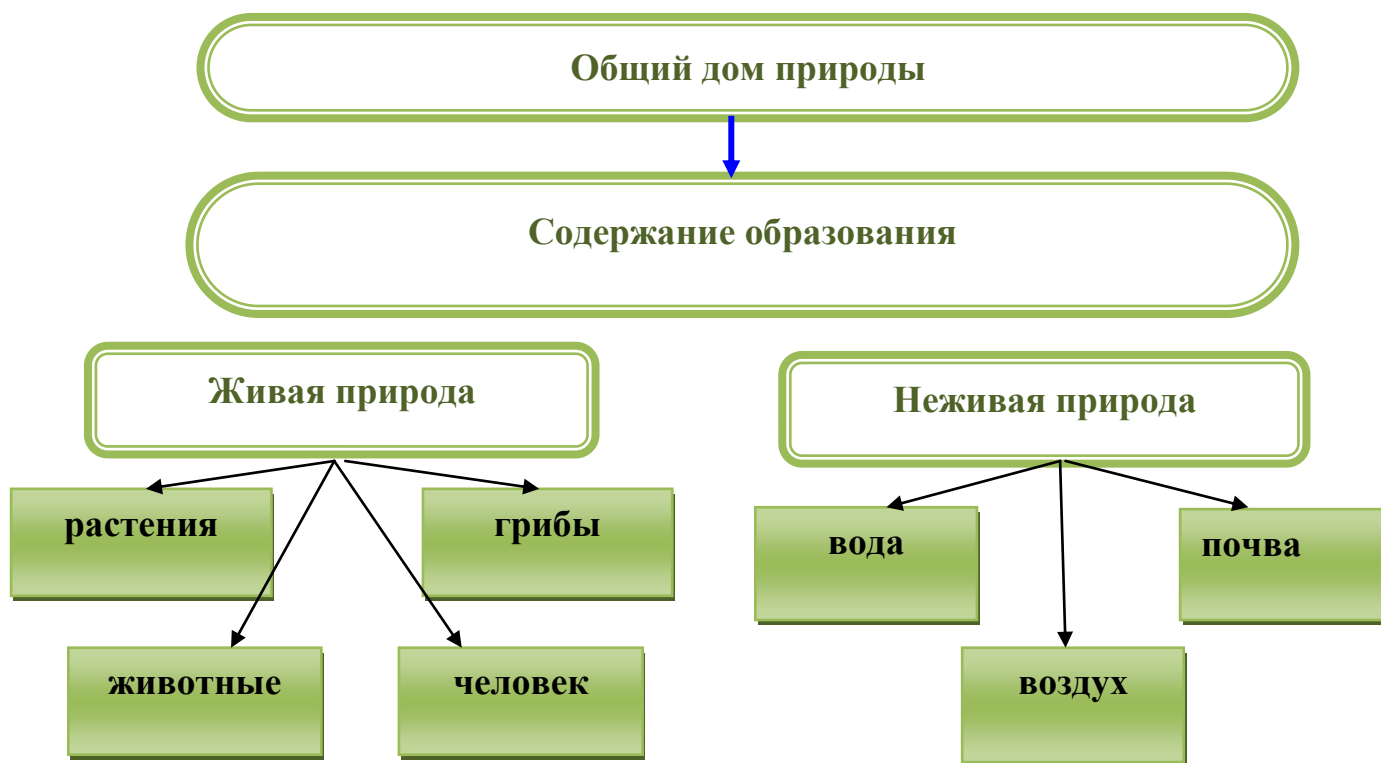 Общий дом природы
Содержание образования
Живая природа
Неживая природа
растения
грибы
вода
почва
животные
человек
воздух